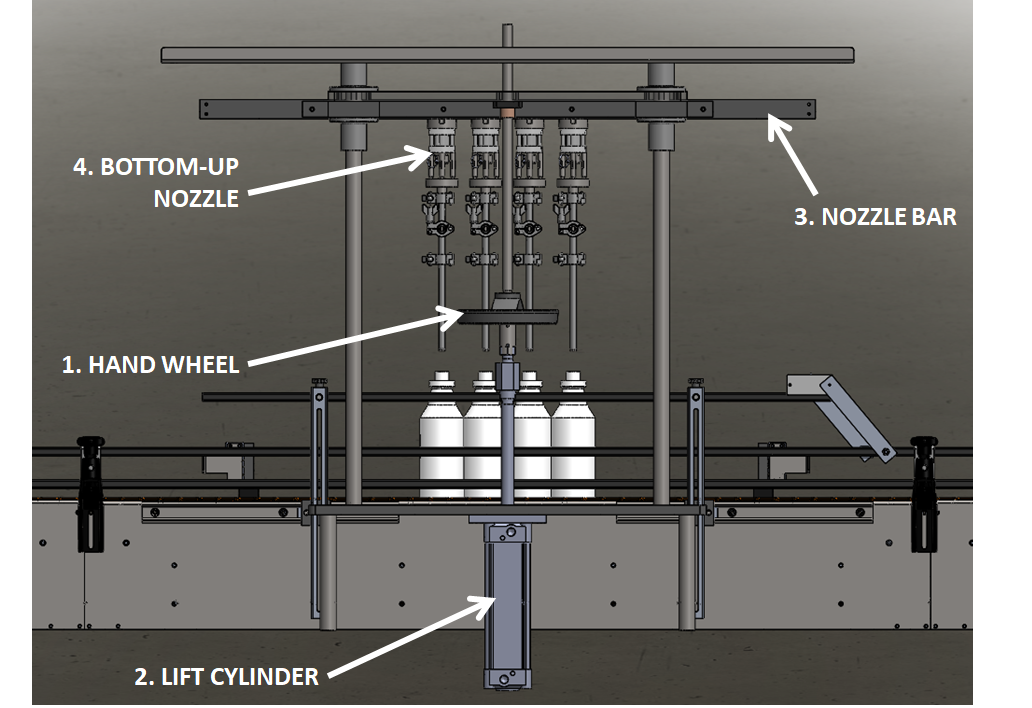 4. BOTTOM-UP
NOZZLE
3. NOZZLE BAR
1. HAND WHEEL
2. LIFT CYLINDER